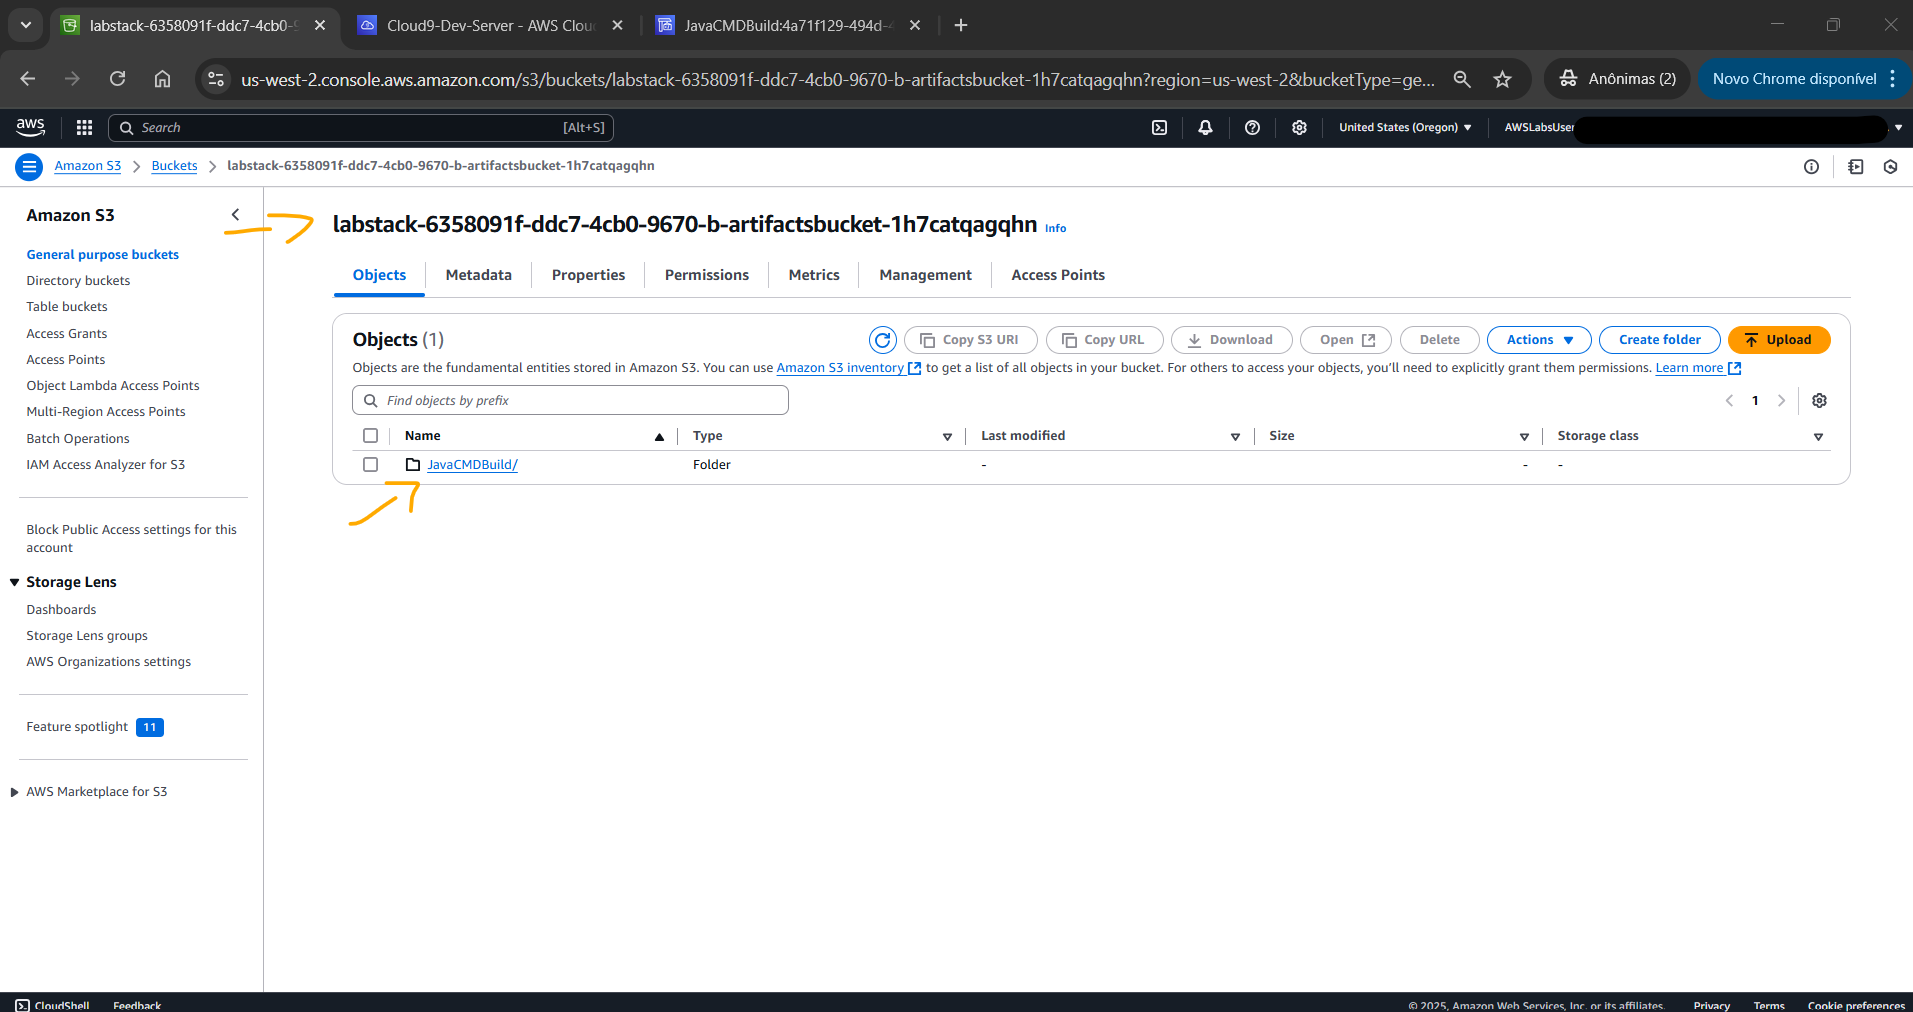 labstack-6358091f-ddc7-4cb0-9
Cloud9-Dev-Server - AWS Clou
JavaCMDBuild:4a71f129-494d-4
us-west-2.console.aws.amazon.com/s3/buckets/labstack-6358091f-ddc7-4cb0-9670-b-artifactsbucket-1h7catqagqhn?region=us-west-2&bucketType=ge...
Anônimas (2)
Novo Chrome disponível
aws
Search
[Alt+S]
United States (Oregon)
AWSLabsUser
Amazon S3
Buckets
labstack-6358091f-ddc7-4cb0-9670-b-artifactsbucket-1h7catqagqhn
Amazon S3
General purpose buckets
Directory buckets
Table buckets
Access Grants
Access Points
Object Lambda Access Points
Multi-Region Access Points
Batch Operations
IAM Access Analyzer for S3
Block Public Access settings for this
account
Storage Lens
Dashboards
Storage Lens groups
AWS Organizations settings
Feature spotlight 11
AWS Marketplace for S3
labstack-6358091f-ddc7-4cb0-9670-b-artifactsbucket-1h7catqagqhn Info
Objects
Metadata
Properties
Permissions
Metrics
Management
Access Points
Objects (1)
Copy S3 URI
Copy URL
Download
Open
Delete
Actions
Create folder
Upload
Objects are the fundamental entities stored in Amazon S3. You can use Amazon S3 inventory to get a list of all objects in your bucket. For others to access your objects, you'll need to explicitly grant them permissions. Learn more
Find objects by prefix
1
Name
Type
Last modified
Size
Storage class
JavaCMDBuild/
Folder
-
-
-
CloudShell
Feedback
© 2025, Amazon Web Services, Inc. or its affiliates.
Privacy
Terms
Cookie preferences